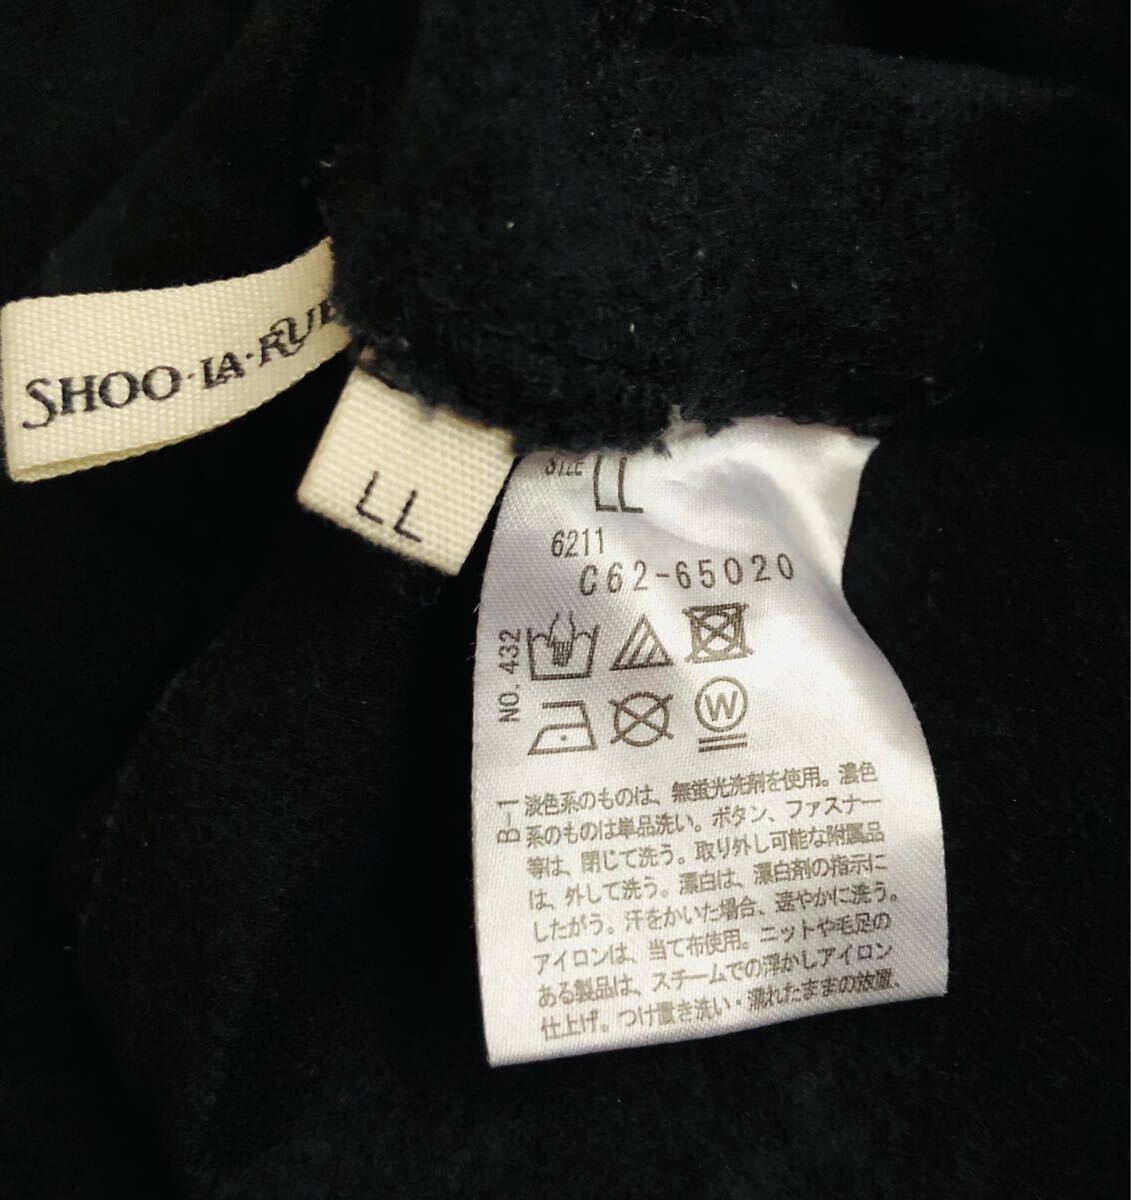 SHOO·LA·RUE
LL
SIZE LL
6211
C62-65020
NO. 432
W
B-1
淡色系のものは、無蛍光洗剤を使用。濃色
系のものは単品洗い。ボタン、ファスナー
等は、閉じて洗う。取り外し可能な附属品
は、外して洗う。漂白は、漂白剤の指示に
したがう。汗をかいた場合、速やかに洗う。
アイロンは、当て布使用。ニットや毛足の
ある製品は、スチームでの浮かしアイロン
仕上げ。つけ置き洗い・濡れたままの放置、